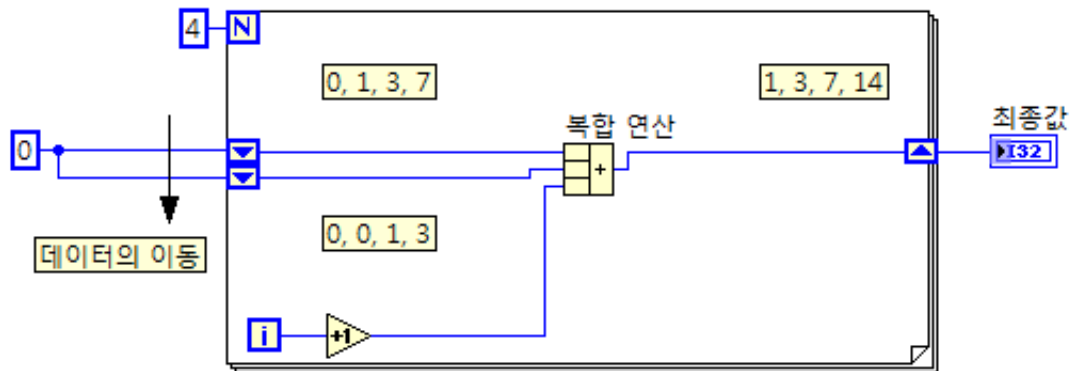 4
N
0, 1, 3, 7
1, 3, 7, 14
복합 연산
최종값
0
+
I32
0, 0, 1, 3
데이터의 이동
i
+1